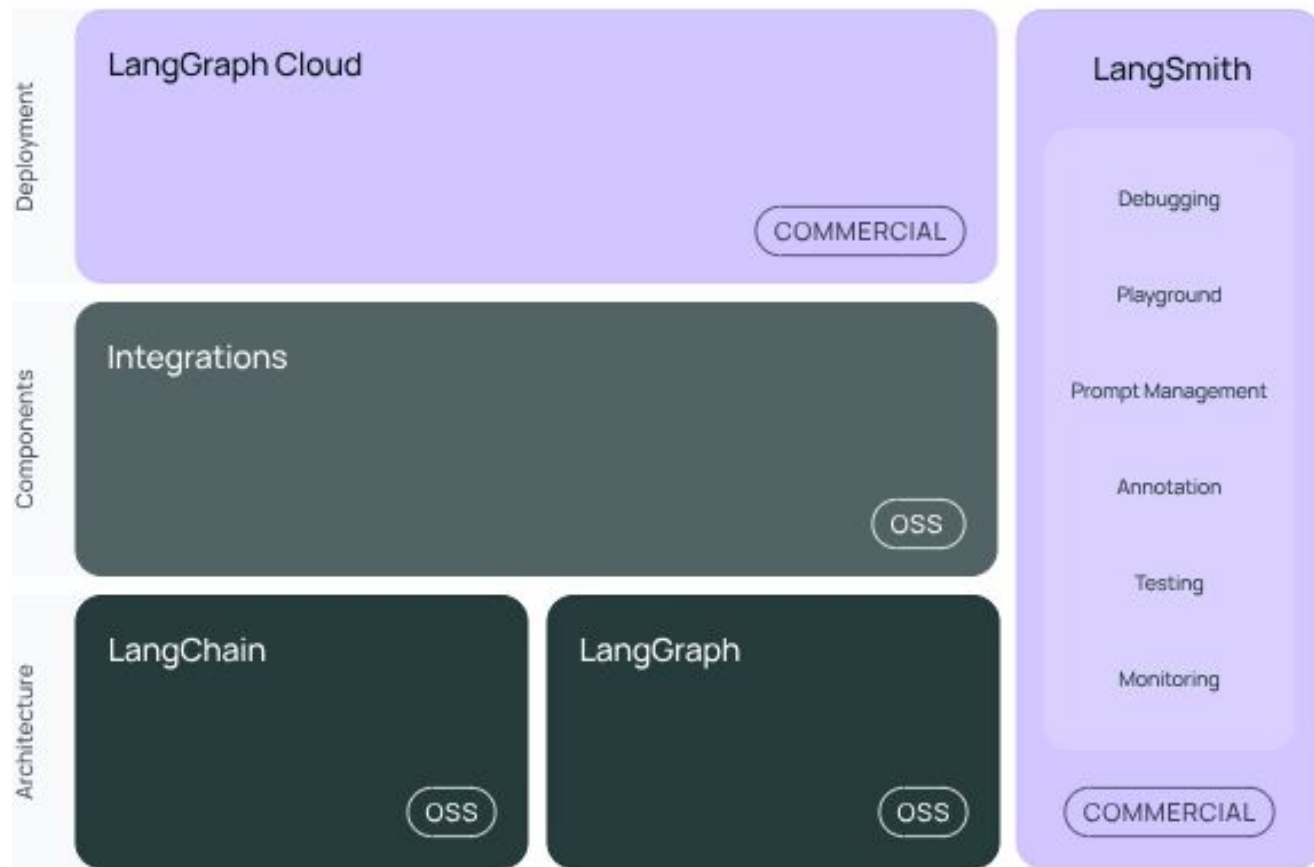 Deployment
LangGraph Cloud
COMMERCIAL
Components
Integrations
OSS
Architecture
LangChain
OSS
LangGraph
OSS
LangSmith
Debugging
Playground
Prompt Management
Annotation
Testing
Monitoring
COMMERCIAL